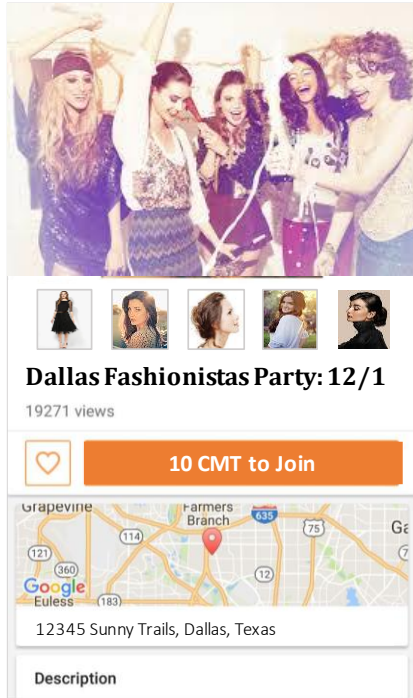 Dallas Fashionistas Party: 12/1
19271 views
10 CMT to Join
Grapevine
Farmers
Branch
635
75
Ga
114
121
360
12
Google
Euless
183
12345 Sunny Trails, Dallas, Texas
Description